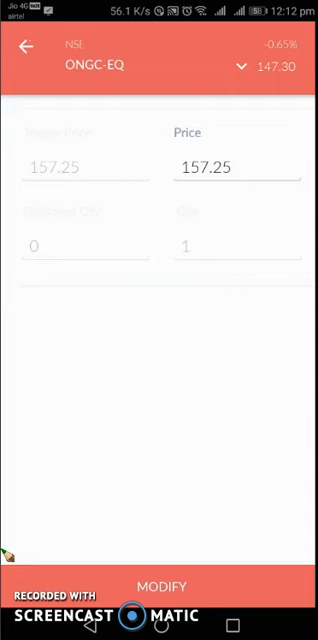 Jio 4G
airtel
56.1 K/s
58
12:12 pm
NSE
-0.65%
ONGC-EQ
147.30
Trigger Price
Price
157.25
157.25
Disclosed Qty
Qty
0
1
MODIFY
RECORDED WITH
SCREENCAST MATIC